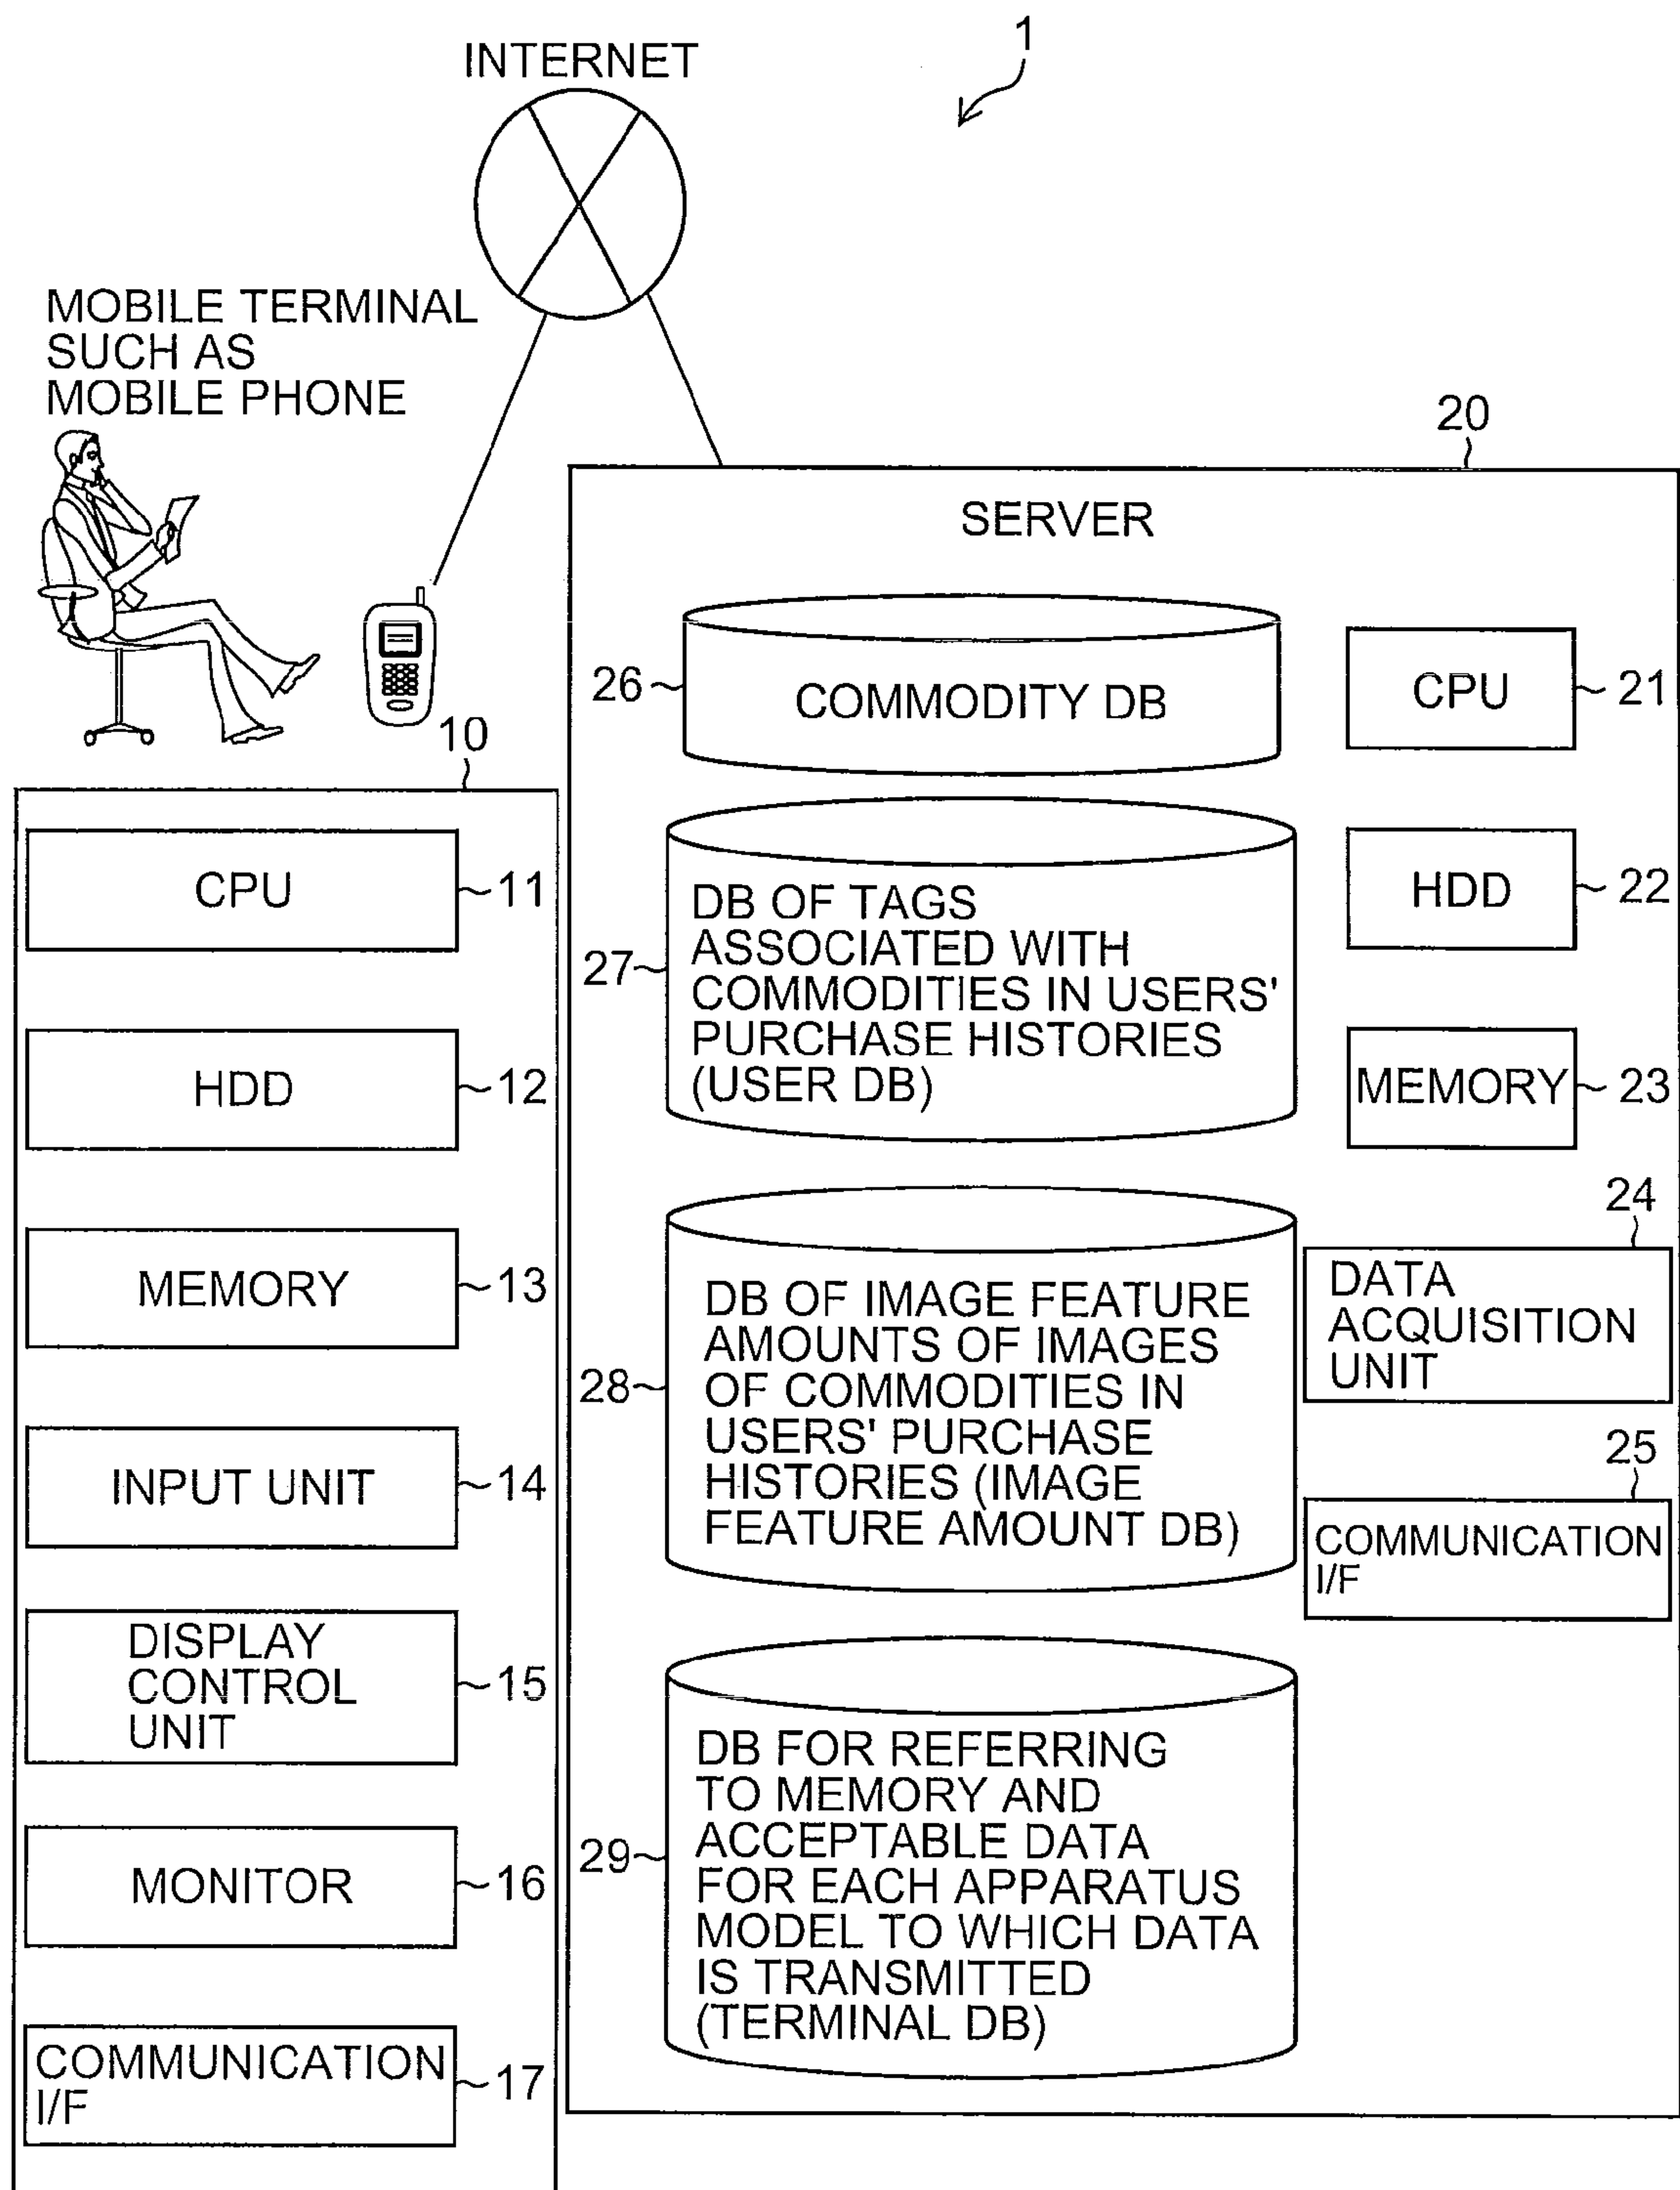 1
INTERNET
MOBILE TERMINAL
SUCH AS
MOBILE PHONE
10
CPU
11
HDD
12
MEMORY
13
INPUT UNIT
14
DISPLAY
CONTROL
UNIT
15
MONITOR
16
COMMUNICATION
I/F
17
20
SERVER
26
COMMODITY DB
CPU
21
27
DB OF TAGS
ASSOCIATED WITH
COMMODITIES IN USERS'
PURCHASE HISTORIES
(USER DB)
HDD
22
MEMORY
23
28
DB OF IMAGE FEATURE
AMOUNTS OF IMAGES
OF COMMODITIES IN
USERS' PURCHASE
HISTORIES (IMAGE
FEATURE AMOUNT DB)
24
DATA
ACQUISITION
UNIT
25
COMMUNICATION
I/F
29
DB FOR REFERRING
TO MEMORY AND
ACCEPTABLE DATA
FOR EACH APPARATUS
MODEL TO WHICH DATA
IS TRANSMITTED
(TERMINAL DB)